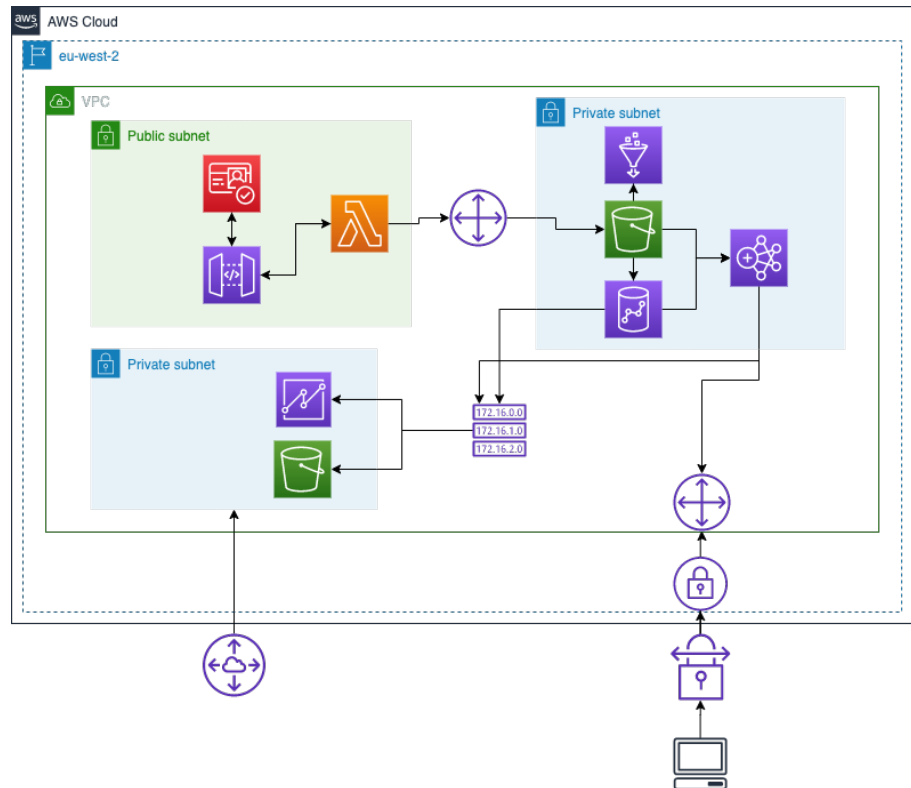 aws
AWS Cloud
eu-west-2
VPC
Public subnet
Private subnet
</>
Private subnet
172.16.0.0
172.16.1.0
172.16.2.0